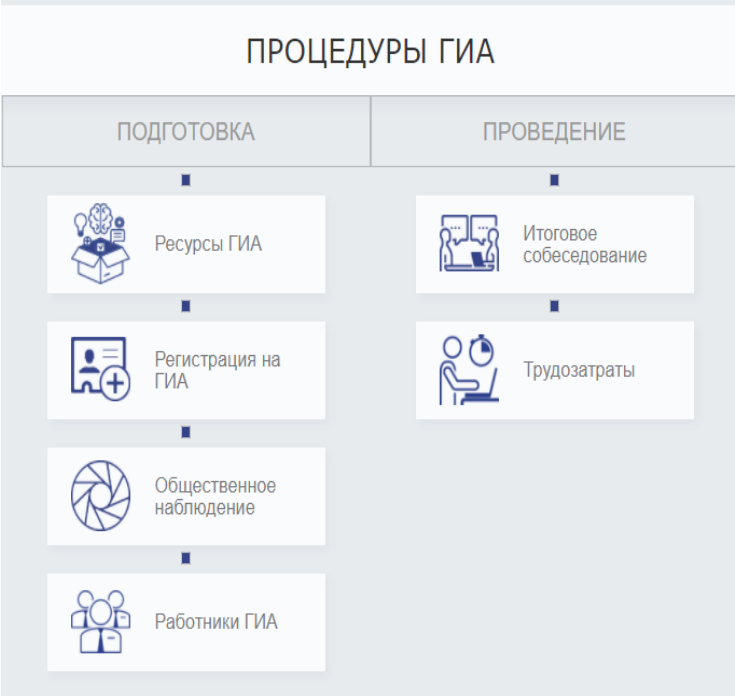 ПРОЦЕДУРЫ ГИА
ПОДГОТОВКА
ПРОВЕДЕНИЕ
Ресурсы ГИА
Регистрация на
ГИА
Общественное
наблюдение
Работники ГИА
Итоговое
собеседование
Трудозатраты